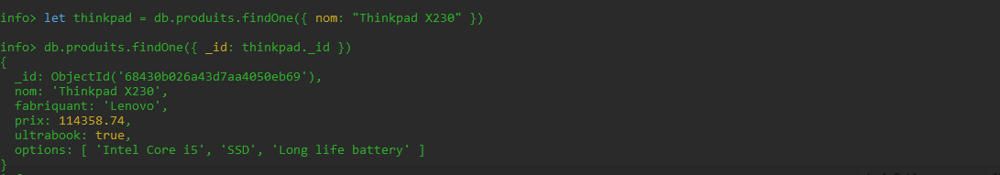 info> let thinkpad = db.produits.findOne({ nom: "Thinkpad X230" })
info> db.produits.findOne({ _id: thinkpad._id })
{
  _id: ObjectId('68430b026a43d7aa4050eb69'),
  nom: 'Thinkpad X230',
  fabriquant: 'Lenovo',
  prix: 114358.74,
  ultrabook: true,
  options: [ 'Intel Core i5', 'SSD', 'Long life battery' ]
}